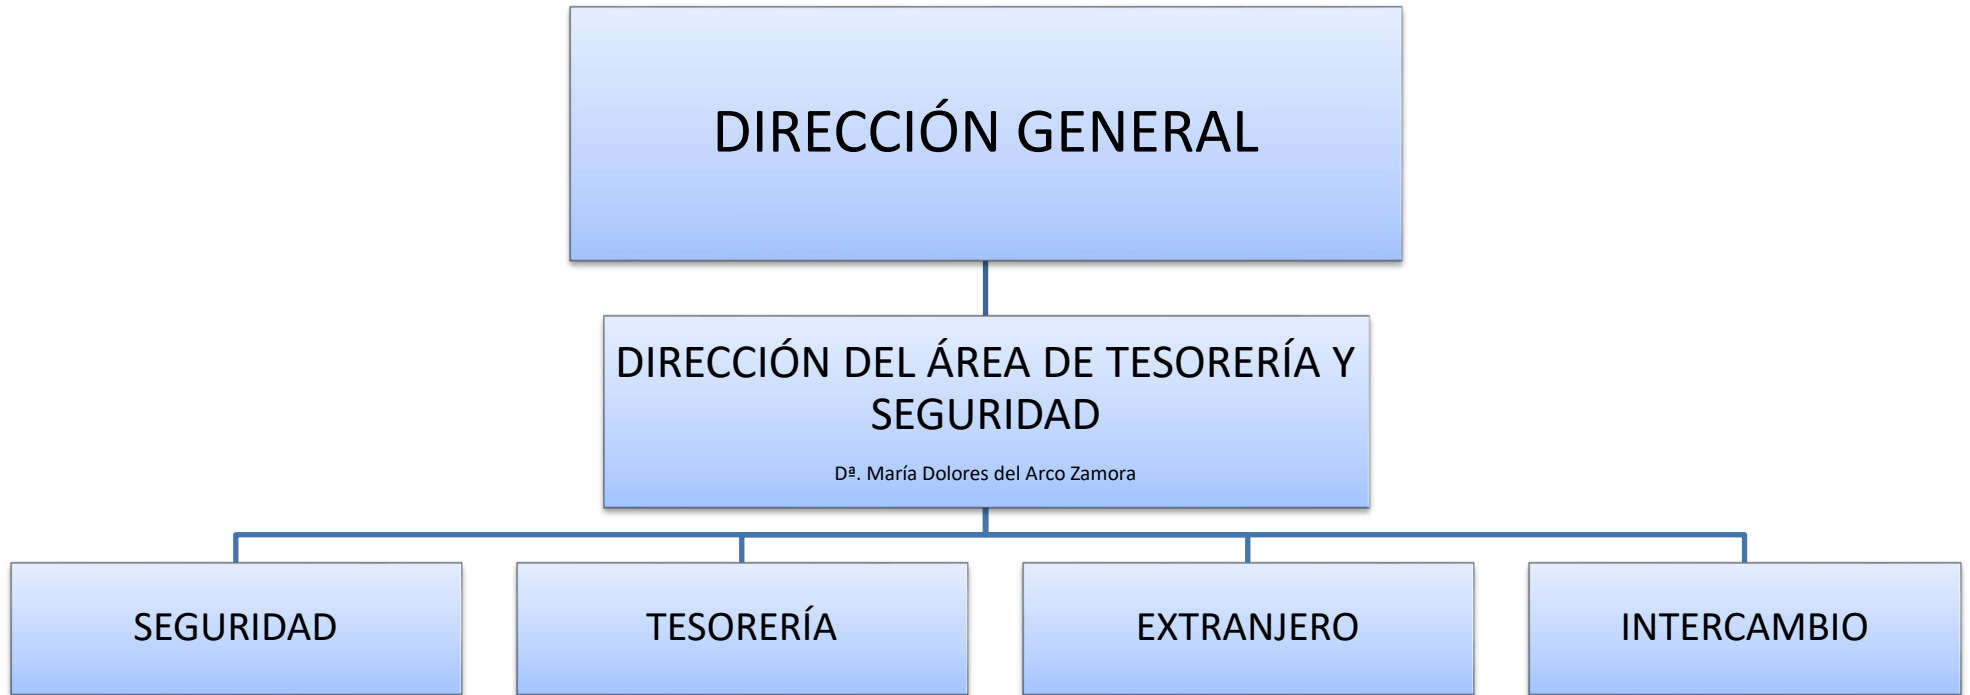 DIRECCIÓN GENERAL
DIRECCIÓN DEL ÁREA DE TESORERÍA Y
SEGURIDAD
Dª. María Dolores del Arco Zamora
SEGURIDAD
TESORERÍA
EXTRANJERO
INTERCAMBIO